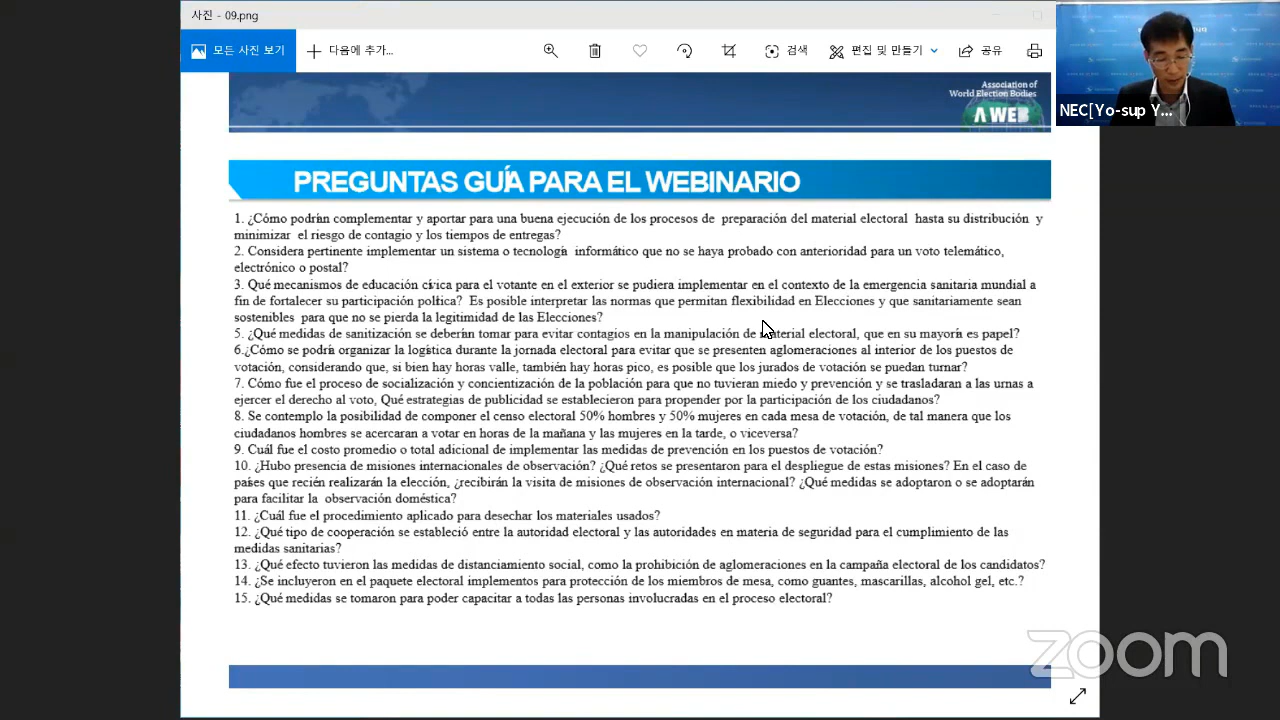 사진 - 09.png
모든 사진 보기
다음에 추가...
검색
편집 및 만들기
공유
NEC[Yo-sup Y...
Association of
World Election Bodies
A WEB
PREGUNTAS GUÍA PARA EL WEBINARIO
1. ¿Cómo podrían complementar y aportar para una buena ejecución de los procesos de preparación del material electoral hasta su distribución y
minimizar el riesgo de contagio y los tiempos de entregas?
2. Considera pertinente implementar un sistema o tecnología informático que no se haya probado con anterioridad para un voto telemático,
electrónico o postal?
3. Qué mecanismos de educación cívica para el votante en el exterior se pudiera implementar en el contexto de la emergencia sanitaria mundial a
fin de fortalecer su participación política? Es posible interpretar las normas que permitan flexibilidad en Elecciones y que sanitariamente sean
sostenibles para que no se pierda la legitimidad de las Elecciones?
5. ¿Qué medidas de sanitización se deberían tomar para evitar contagios en la manipulación de material electoral, que en su mayoría es papel?
6.¿Cómo se podría organizar la logística durante la jornada electoral para evitar que se presenten aglomeraciones al interior de los puestos de
votación, considerando que, si bien hay horas valle, también hay horas pico, es posible que los jurados de votación se puedan turnar?
7. Cómo fue el proceso de socialización y concientización de la población para que no tuvieran miedo y prevención y se trasladaran a las urnas a
ejercer el derecho al voto, Qué estrategias de publicidad se establecieron para propender por la participación de los ciudadanos?
8. Se contemplo la posibilidad de componer el censo electoral 50% hombres y 50% mujeres en cada mesa de votación, de tal manera que los
ciudadanos hombres se acercaran a votar en horas de la mañana y las mujeres en la tarde, o viceversa?
9. Cuál fue el costo promedio o total adicional de implementar las medidas de prevención en los puestos de votación?
10. ¿Hubo presencia de misiones internacionales de observación? ¿Qué retos se presentaron para el despliegue de estas misiones? En el caso de
países que recién realizarán la elección, ¿recibirán la visita de misiones de observación internacional? ¿Qué medidas se adoptaron o se adoptarán
para facilitar la observación doméstica?
11. ¿Cuál fue el procedimiento aplicado para desechar los materiales usados?
12. ¿Qué tipo de cooperación se estableció entre la autoridad electoral y las autoridades en materia de seguridad para el cumplimiento de las
medidas sanitarias?
13. ¿Qué efecto tuvieron las medidas de distanciamiento social, como la prohibición de aglomeraciones en la campaña electoral de los candidatos?
14. ¿Se incluyeron en el paquete electoral implementos para protección de los miembros de mesa, como guantes, mascarillas, alcohol gel, etc.?
15. ¿Qué medidas se tomaron para poder capacitar a todas las personas involucradas en el proceso electoral?
zoom